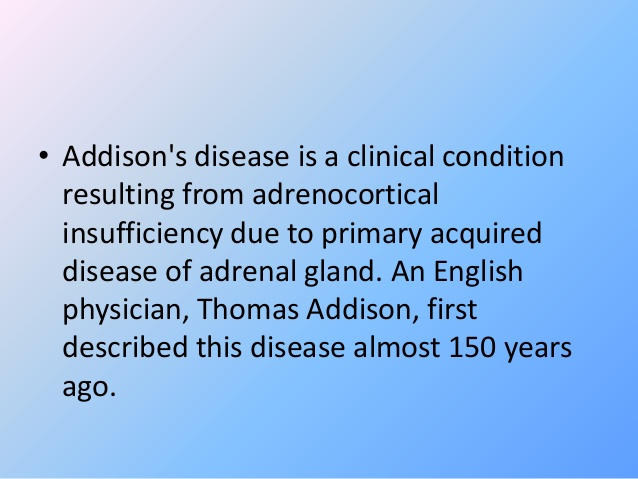 • Addison's disease is a clinical condition
resulting from adrenocortical
insufficiency due to primary acquired
disease of adrenal gland. An English
physician, Thomas Addison, first
described this disease almost 150 years
ago.